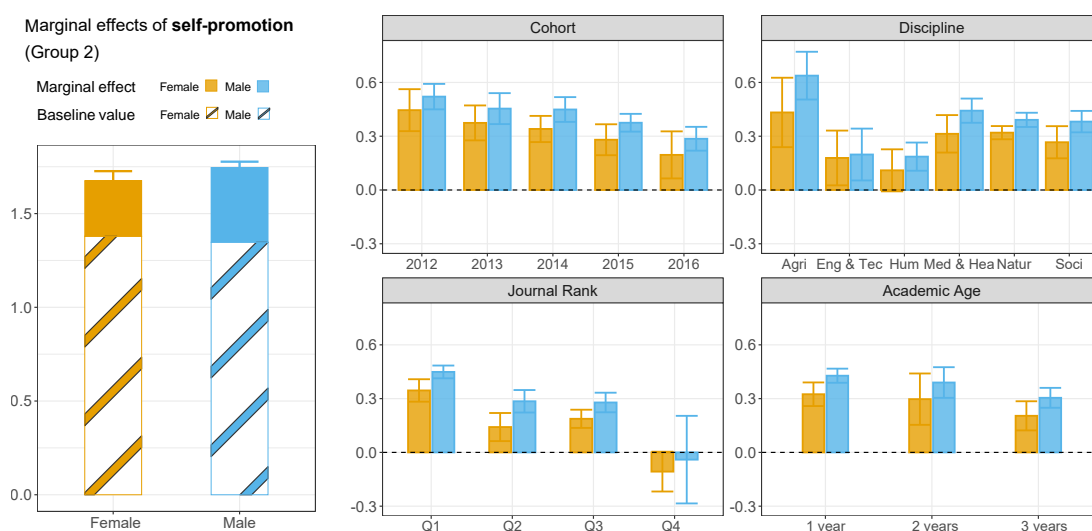 Marginal effects of self-promotion
(Group 2)
Marginal effect Female Male
Baseline value Female Male
1.5
1.0
0.5
0.0
Female Male
Cohort
0.6
0.3
0.0
-0.3
2012 2013 2014 2015 2016
Discipline
0.6
0.3
0.0
-0.3
Agri Eng & Tec Hum Med & Hea Natur Soci
Journal Rank
0.6
0.3
0.0
-0.3
Q1 Q2 Q3 Q4
Academic Age
0.6
0.3
0.0
-0.3
1 year 2 years 3 years